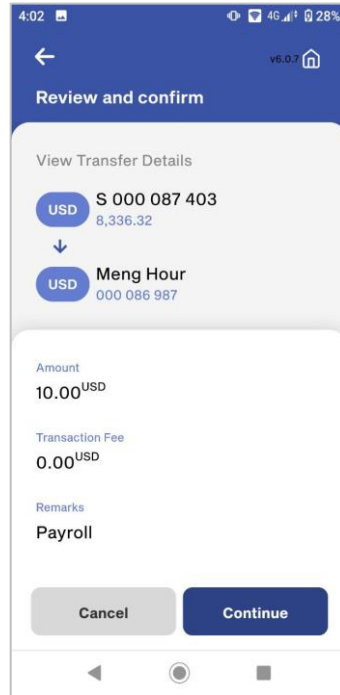 4:02 4G 28%
v6.0.7
Review and confirm
View Transfer Details
USD S 000 087 403
8,336.32
USD Meng Hour
000 086 987
Amount
10.00USD
Transaction Fee
0.00USD
Remarks
Payroll
Cancel Continue